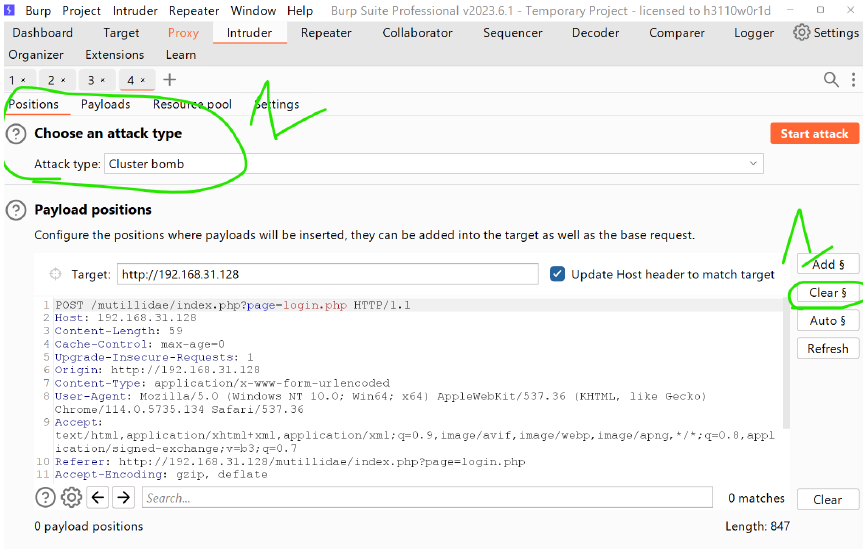 Burp Project Intruder Repeater Window Help Burp Suite Professional v2023.6.1 - Temporary Project - licensed to h3110w0r1d
Dashboard Target Proxy Intruder Repeater Collaborator Sequencer Decoder Comparer Logger Settings
Organizer Extensions Learn
1 × 2 × 3 × 4 × +
Positions Payloads Resource pool Settings
? Choose an attack type Start attack
Attack type: Cluster bomb
? Payload positions
Configure the positions where payloads will be inserted, they can be added into the target as well as the base request.
Target: http://192.168.31.128 Update Host header to match target Add §
Clear §
1 POST /mutillidae/index.php?page=login.php HTTP/1.1
2 Host: 192.168.31.128
Auto §
3 Content-Length: 59
4 Cache-Control: max-age=0
Refresh
5 Upgrade-Insecure-Requests: 1
6 Origin: http://192.168.31.128
7 Content-Type: application/x-www-form-urlencoded
8 User-Agent: Mozilla/5.0 (Windows NT 10.0; Win64; x64) AppleWebKit/537.36 (KHTML, like Gecko)
Chrome/114.0.5735.134 Safari/537.36
9 Accept:
text/html,application/xhtml+xml,application/xml;q=0.9,image/avif,image/webp,image/apng,*/*;q=0.8,appl
ication/signed-exchange;v=b3;q=0.7
10 Referer: http://192.168.31.128/mutillidae/index.php?page=login.php
11 Accept-Encoding: gzip, deflate
? Search... 0 matches Clear
0 payload positions Length: 847